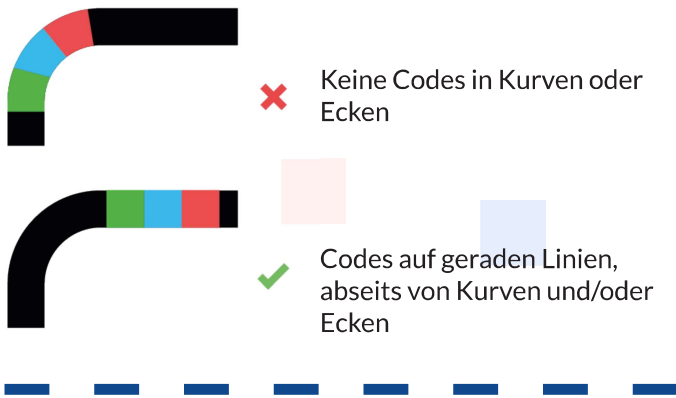 Keine Codes in Kurven oder
Ecken
Codes auf geraden Linien,
abseits von Kurven und/oder
Ecken